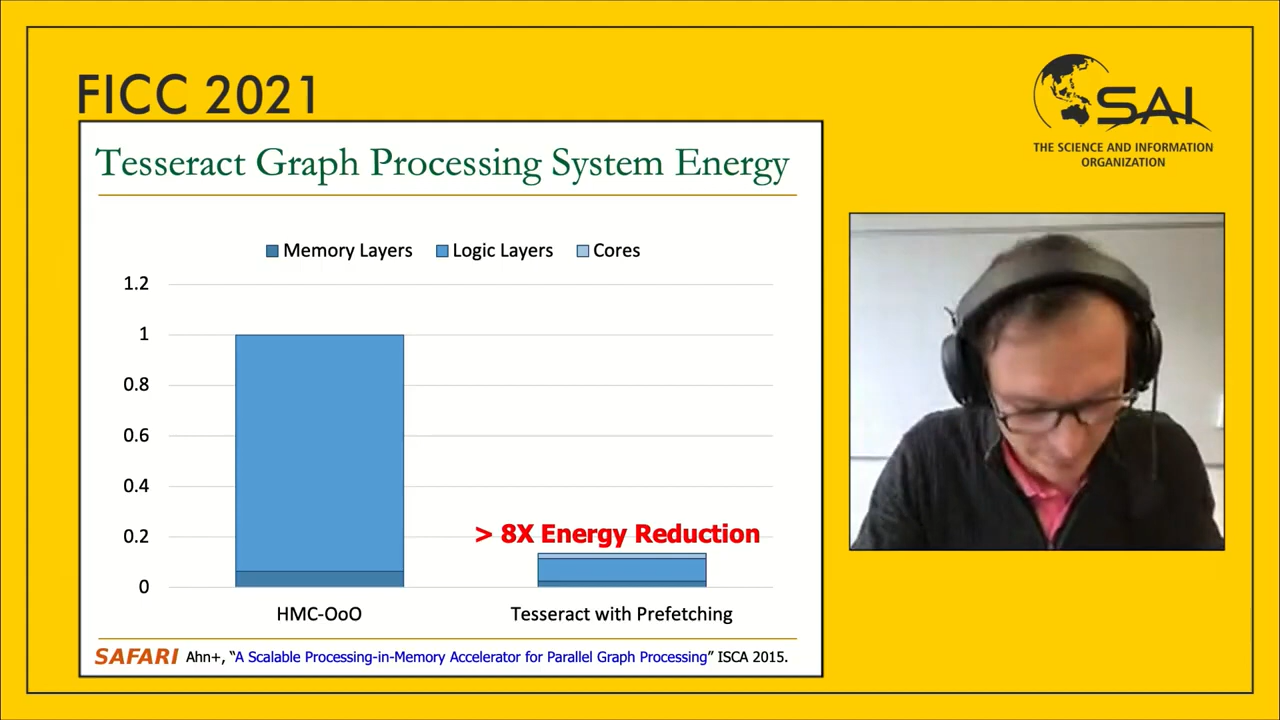 FICC 2021
SAI
THE SCIENCE AND INFORMATION
ORGANIZATION
Tesseract Graph Processing System Energy
Memory Layers Logic Layers Cores
1.2
1
0.8
0.6
0.4
0.2
0
> 8X Energy Reduction
HMC-OoO Tesseract with Prefetching
SAFARI Ahn+, “A Scalable Processing-in-Memory Accelerator for Parallel Graph Processing” ISCA 2015.